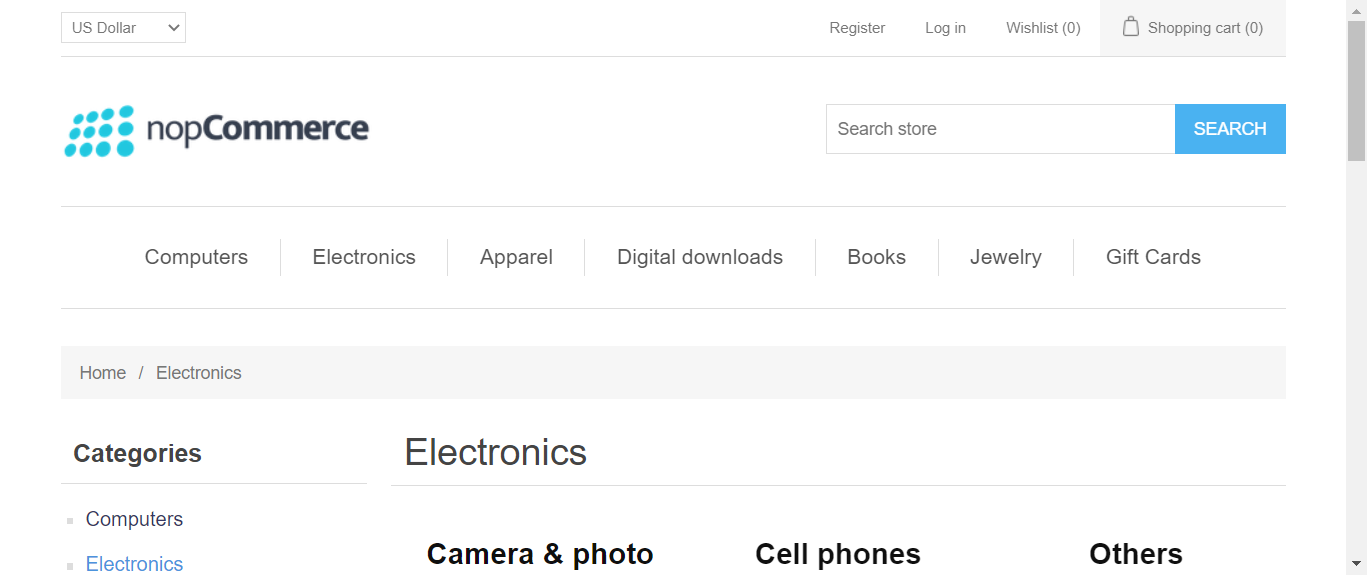 US Dollar
Register
Log in
Wishlist (0)
Shopping cart (0)
nopCommerce
Search store
SEARCH
Computers
Electronics
Apparel
Digital downloads
Books
Jewelry
Gift Cards
Home / Electronics
Categories
Computers
Electronics
Electronics
Camera & photo
Cell phones
Others